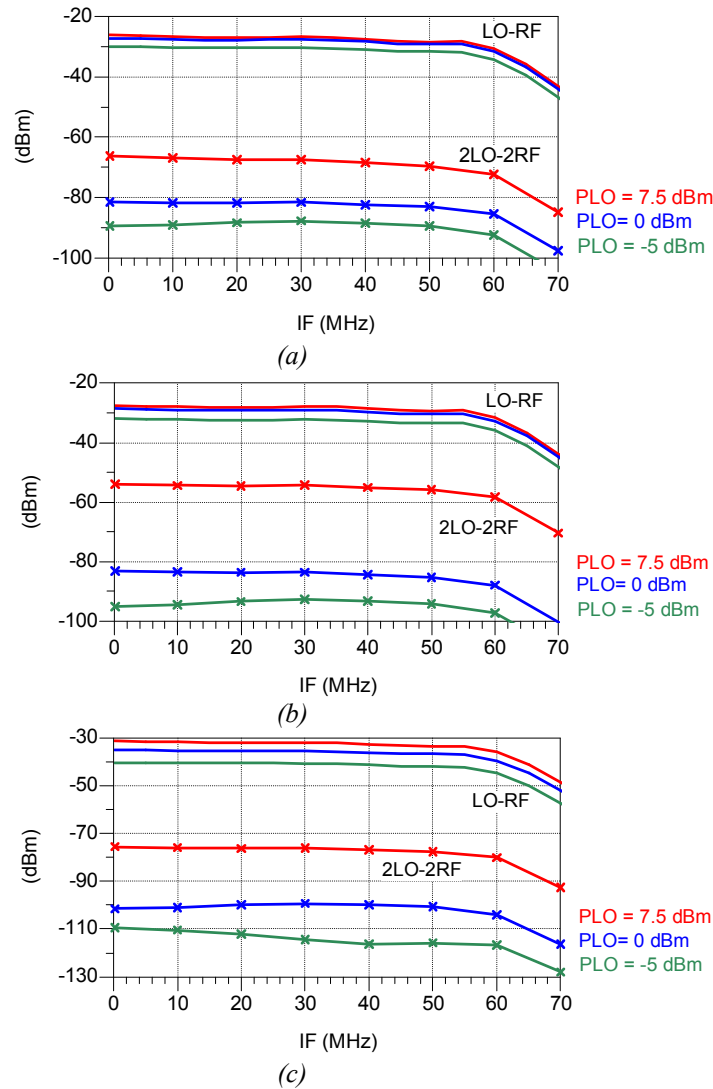 -20
LO-RF
-40
(dBm)
-60
2LO-2RF
-80
PLO = 7.5 dBm
PLO= 0 dBm
PLO = -5 dBm
-100
0 10 20 30 40 50 60 70
IF (MHz)
(a)
-20
LO-RF
-40
(dBm)
-60
2LO-2RF
-80
PLO = 7.5 dBm
PLO= 0 dBm
PLO = -5 dBm
-100
0 10 20 30 40 50 60 70
IF (MHz)
(b)
-30
-50
LO-RF
(dBm)
-70
2LO-2RF
-90
-110
PLO = 7.5 dBm
PLO= 0 dBm
PLO = -5 dBm
-130
0 10 20 30 40 50 60 70
IF (MHz)
(c)